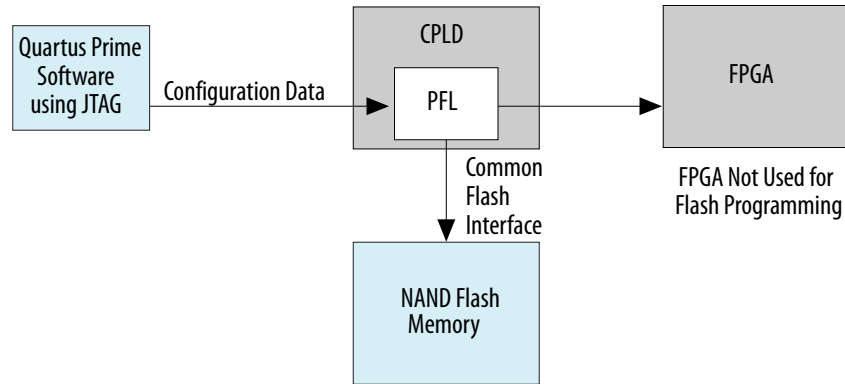 Quartus Prime
Software
using JTAG
Configuration Data
CPLD
PFL
FPGA
FPGA Not Used for
Flash Programming
Common
Flash
Interface
NAND Flash
Memory